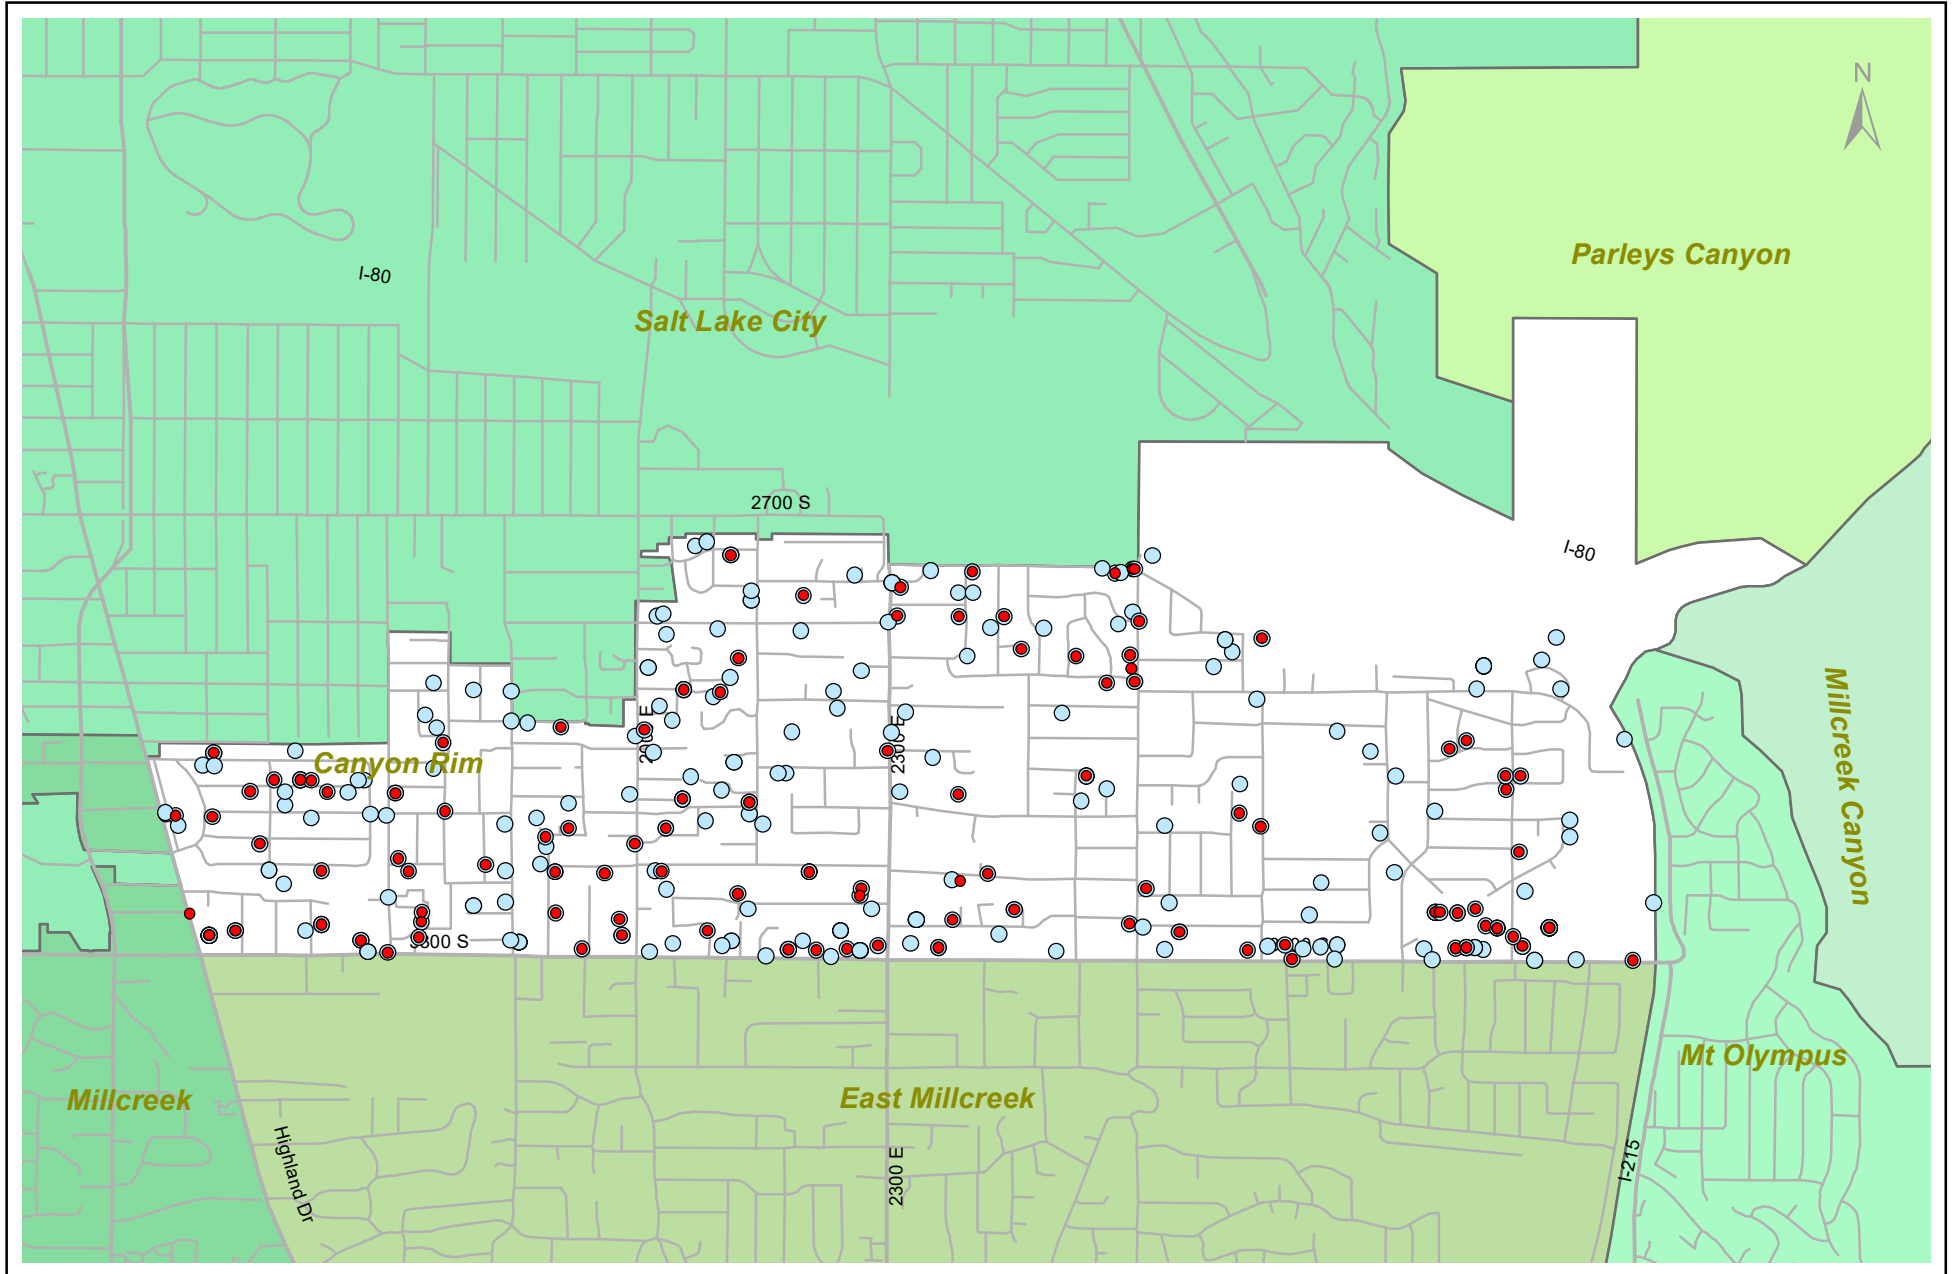 N
Parleys Canyon
I-80
Salt Lake City
2700 S
I-80
Canyon Rim
2300 E
Millcreek Canyon
Mt Olympus
Millcreek
East Millcreek
Highland Dr
2300 E
I-215